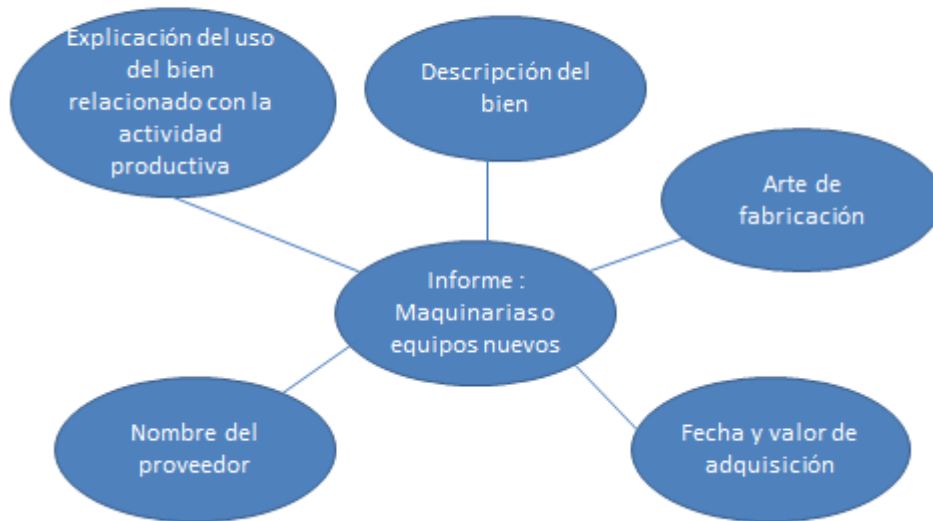 Explicación del uso
del bien
relacionado con la
actividad
productiva
Descripción del
bien
Arte de
fabricación
Informe :
Maquinarias o
equipos nuevos
Nombre del
proveedor
Fecha y valor de
adquisición